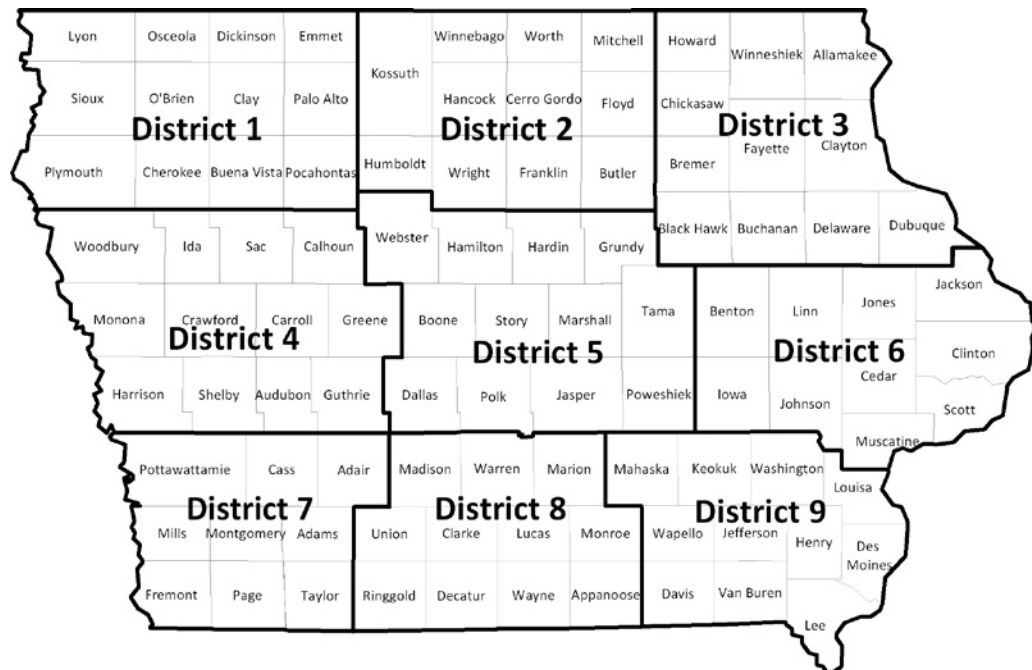 Lyon Osceola Dickinson Emmet Winnebago Worth Mitchell Howard Winneshiek Allamakee
Kossuth
Sioux O'Brien Clay Palo Alto Hancock Cerro Gordo Floyd Chickasaw
District 1 District 2 District 3
Fayette Clayton
Plymouth Cherokee Buena Vista Pocahontas Humboldt Wright Franklin Butler Bremer
Woodbury Ida Sac Calhoun Webster Hamilton Hardin Grundy Black Hawk Buchanan Delaware Dubuque
Monona Crawford Carroll Greene Boone Story Marshall Tama Benton Linn Jones Jackson
District 4 District 5 District 6
Clinton
Cedar
Harrison Shelby Audubon Guthrie Dallas Polk Jasper Poweshiek Iowa Johnson Scott
Muscatine
Pottawattamie Cass Adair Madison Warren Marion Mahaska Keokuk Washington
Louisa
District 7 District 8 District 9
Mills Montgomery Adams Union Clarke Lucas Monroe Wapello Jefferson Henry Des
Moines
Fremont Page Taylor Ringgold Decatur Wayne Appanoose Davis Van Buren
Lee